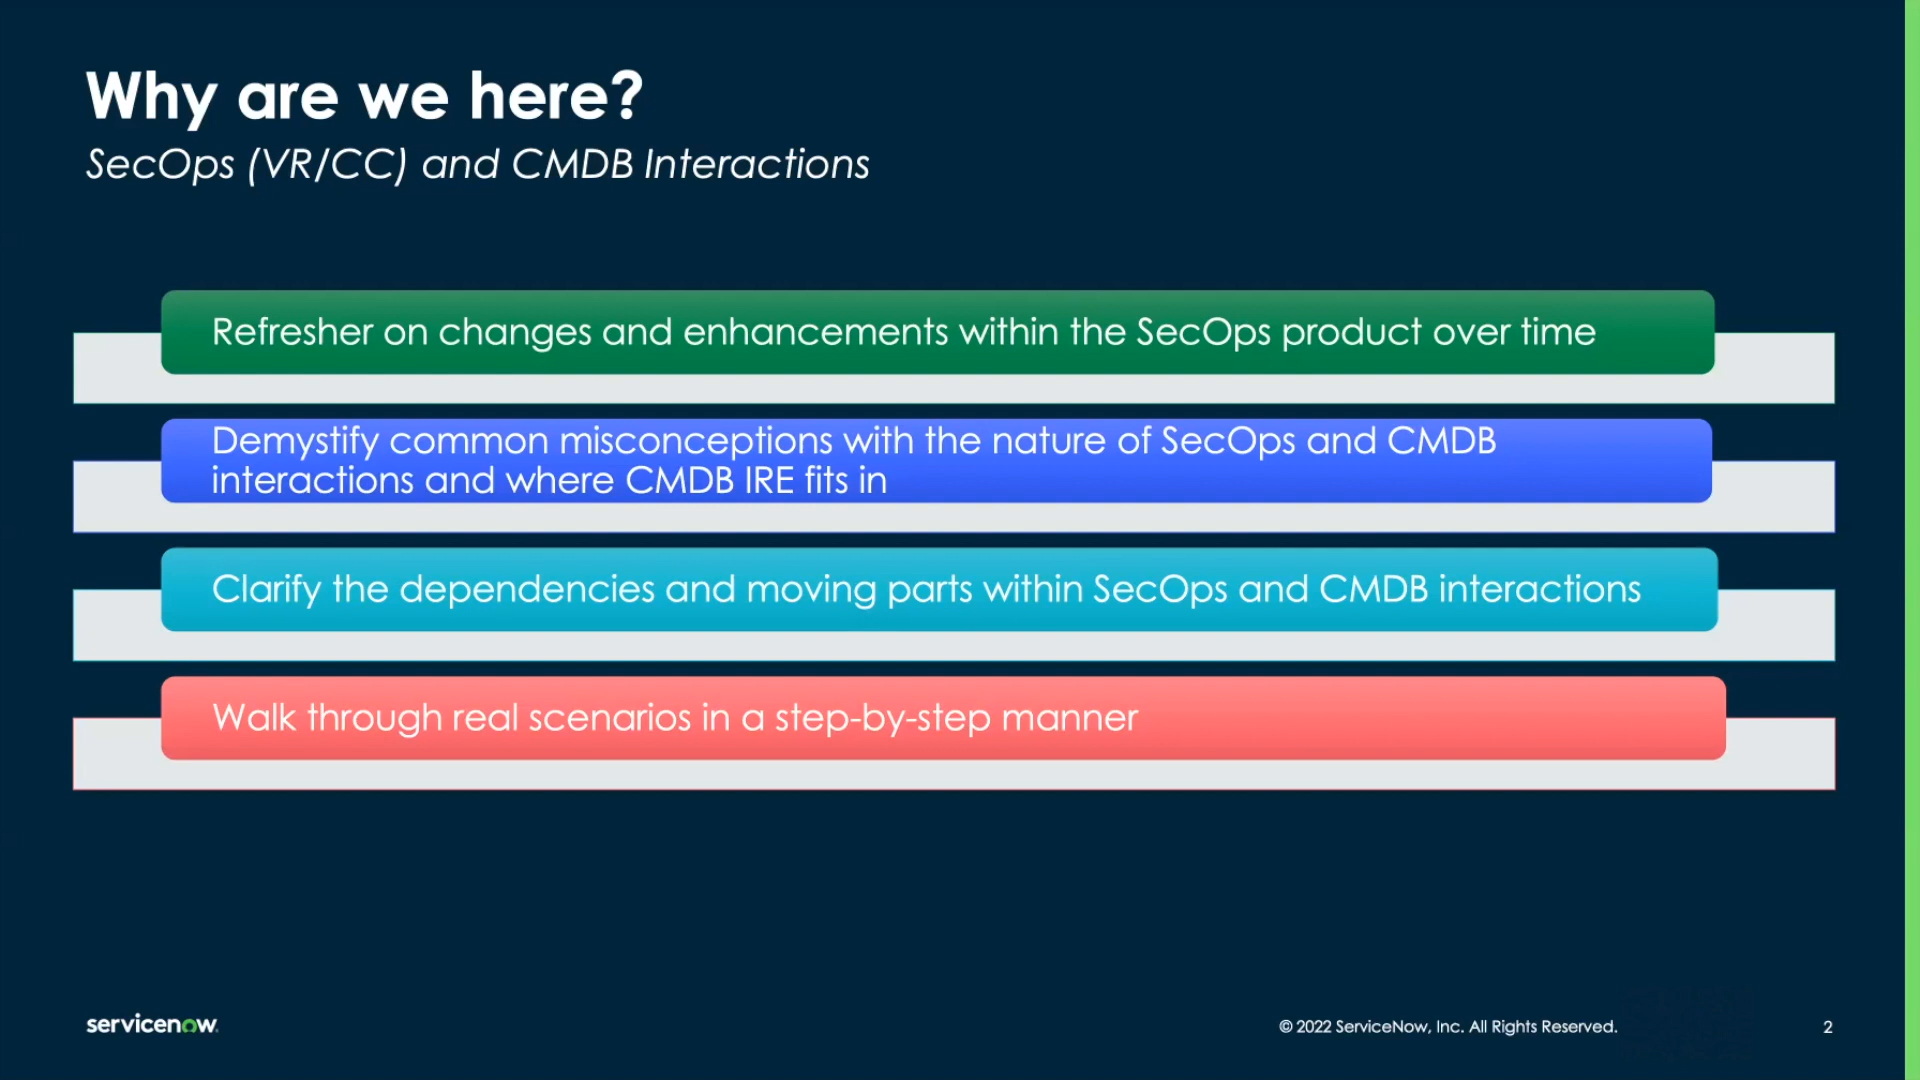 Why are we here?
SecOps (VR/CC) and CMDB Interactions
Refresher on changes and enhancements within the SecOps product over time
Demystify common misconceptions with the nature of SecOps and CMDB
interactions and where CMDB IRE fits in
Clarify the dependencies and moving parts within SecOps and CMDB interactions
Walk through real scenarios in a step-by-step manner
servicenow.
© 2022 ServiceNow, Inc. All Rights Reserved.
2